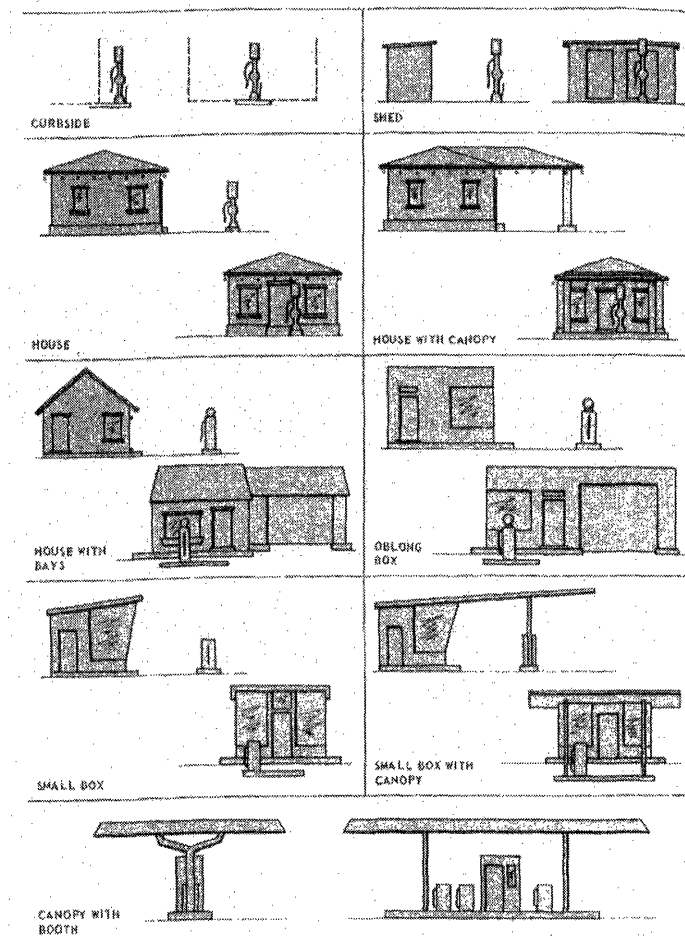 CURBSIDE
SHED
HOUSE
HOUSE WITH CANOPY
HOUSE WITH
BAYS
OBLONG
BOX
SMALL BOX
SMALL BOX WITH
CANOPY
CANOPY WITH
BOOTH